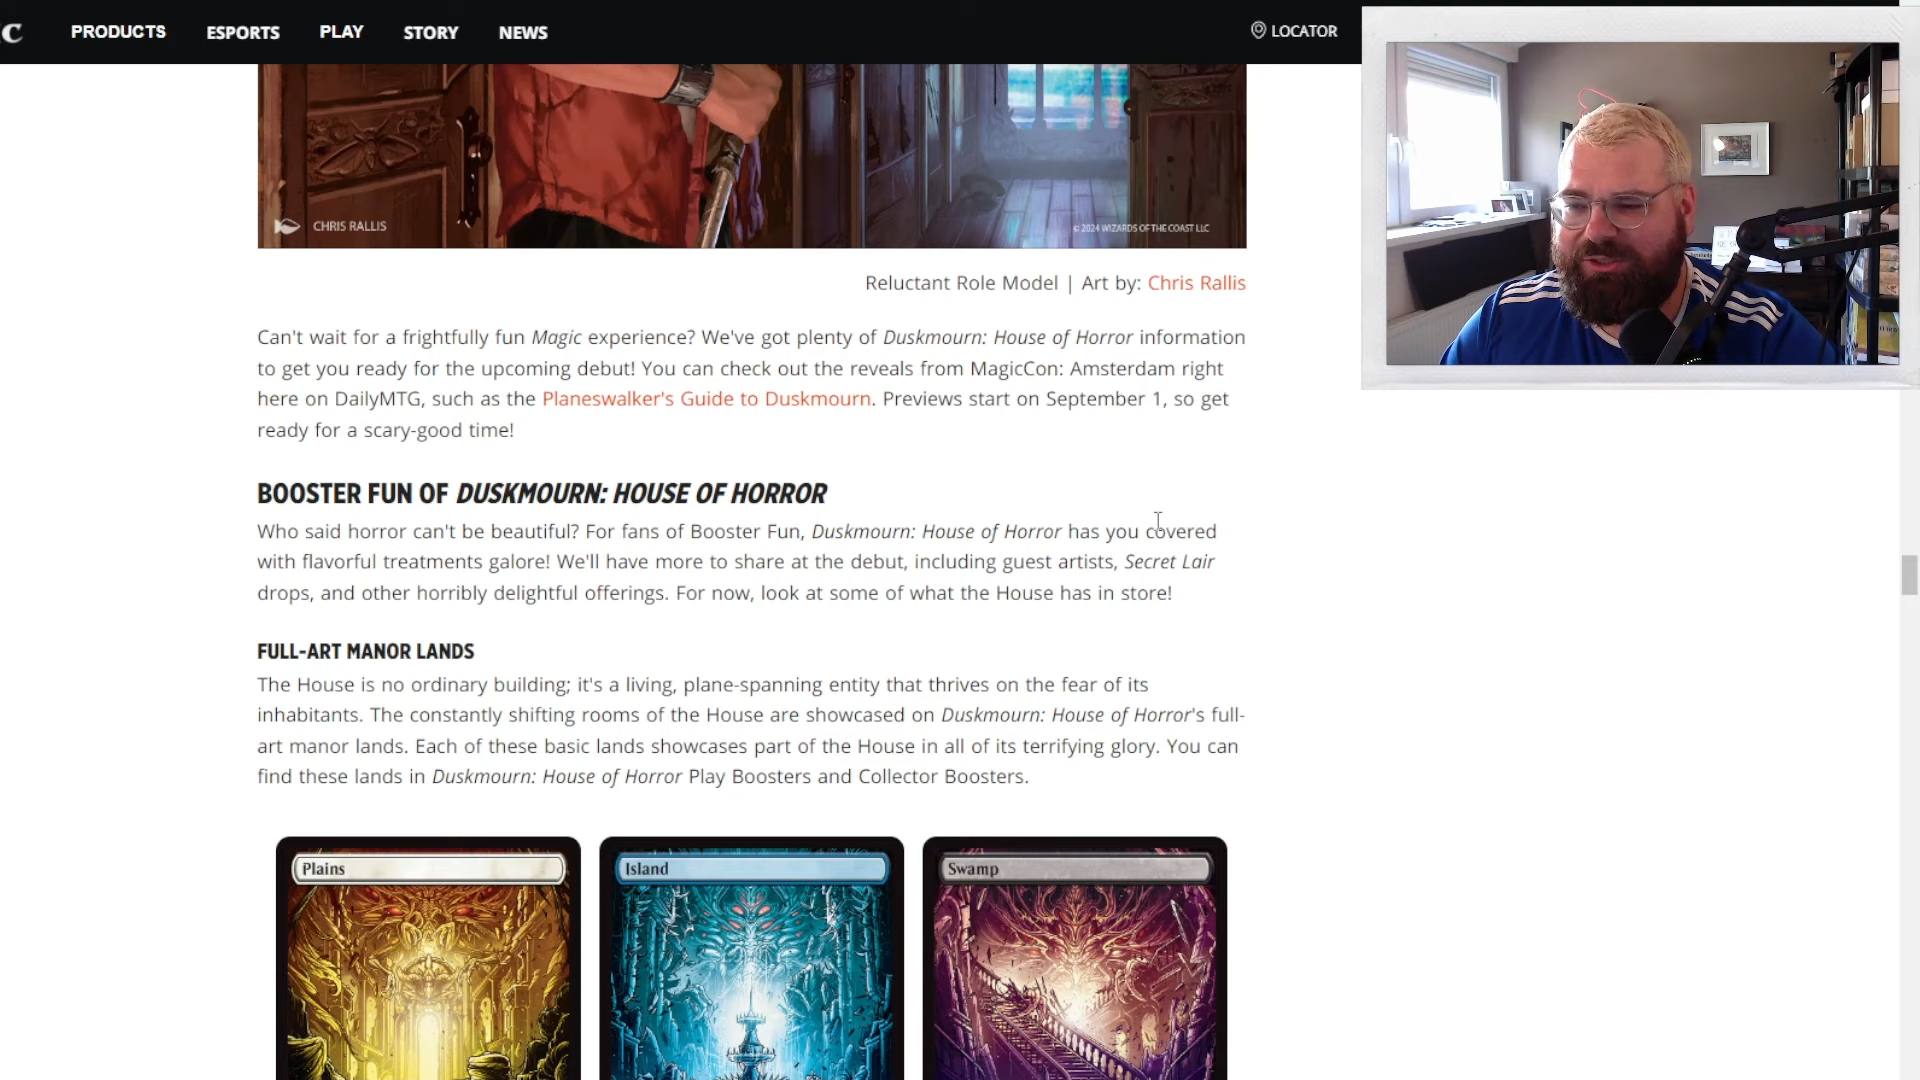 C PRODUCTS ESPORTS PLAY STORY NEWS LOCATOR
CHRIS RALLIS
© 2024 WIZARDS OF THE COAST LLC
Reluctant Role Model | Art by: Chris Rallis
Can't wait for a frightfully fun Magic experience? We've got plenty of Duskmourn: House of Horror information
to get you ready for the upcoming debut! You can check out the reveals from MagicCon: Amsterdam right
here on DailyMTG, such as the Planeswalker's Guide to Duskmourn. Previews start on September 1, so get
ready for a scary-good time!
BOOSTER FUN OF DUSKMOURN: HOUSE OF HORROR
Who said horror can't be beautiful? For fans of Booster Fun, Duskmourn: House of Horror has you covered
with flavorful treatments galore! We'll have more to share at the debut, including guest artists, Secret Lair
drops, and other horribly delightful offerings. For now, look at some of what the House has in store!
FULL-ART MANOR LANDS
The House is no ordinary building; it's a living, plane-spanning entity that thrives on the fear of its
inhabitants. The constantly shifting rooms of the House are showcased on Duskmourn: House of Horror's full-
art manor lands. Each of these basic lands showcases part of the House in all of its terrifying glory. You can
find these lands in Duskmourn: House of Horror Play Boosters and Collector Boosters.
Plains
Island
Swamp